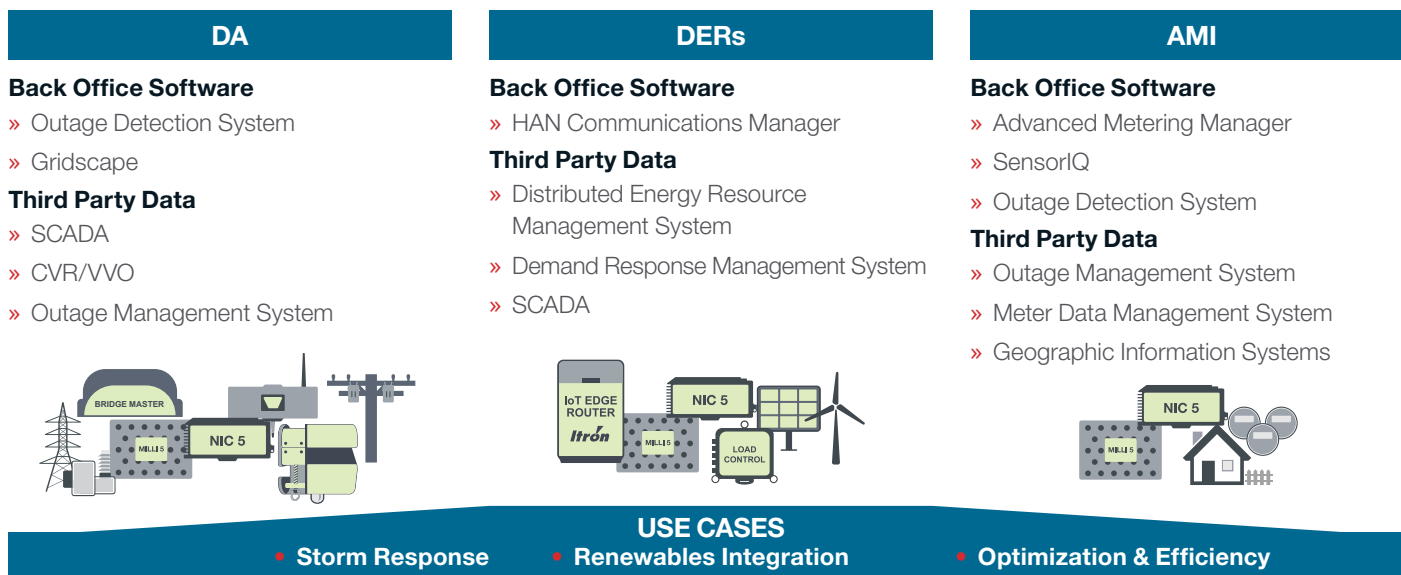 DA
Back Office Software
» Outage Detection System
» Gridscape
Third Party Data
» SCADA
» CVR/VVO
» Outage Management System
BRIDGE MASTER
MILLI 5
NIC 5
DERs
Back Office Software
» HAN Communications Manager
Third Party Data
» Distributed Energy Resource
Management System
» Demand Response Management System
» SCADA
IoT EDGE
ROUTER
Itrón
MILLI 5
NIC 5
LOAD
CONTROL
AMI
Back Office Software
» Advanced Metering Manager
» SensorIQ
» Outage Detection System
Third Party Data
» Outage Management System
» Meter Data Management System
» Geographic Information Systems
NIC 5
MILLI 5
USE CASES
• Storm Response
• Renewables Integration
• Optimization & Efficiency